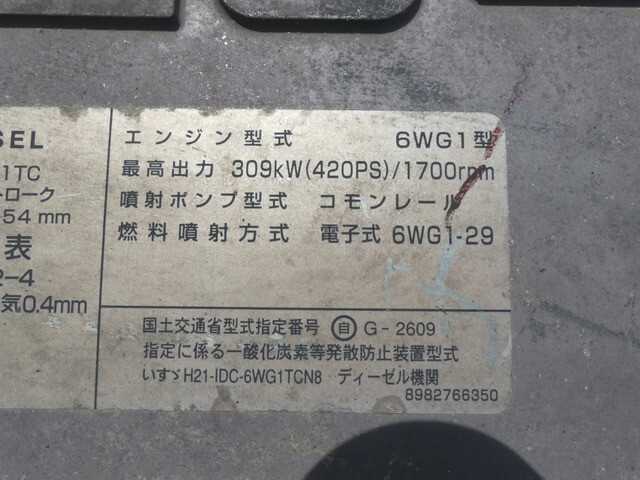 SEL
1TC
トローク
54 mm
表
2-4
気0.4mm
エンジン型式 6WG1型
最高出力 309kW(420PS)/1700rpm
噴射ポンプ型式 コモンレール
燃料噴射方式 電子式 6WG1-29
国土交通省型式指定番号 自 G-2609
指定に係る一酸化炭素等発散防止装置型式
いすゞH21-IDC-6WG1TCN8 ディーゼル機関
8982766350